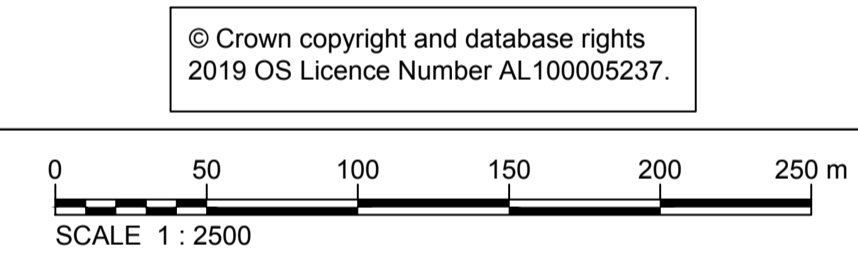 © Crown copyright and database rights
2019 OS Licence Number AL100005237.
0 50 100 150 200 250 m
SCALE 1 : 2500